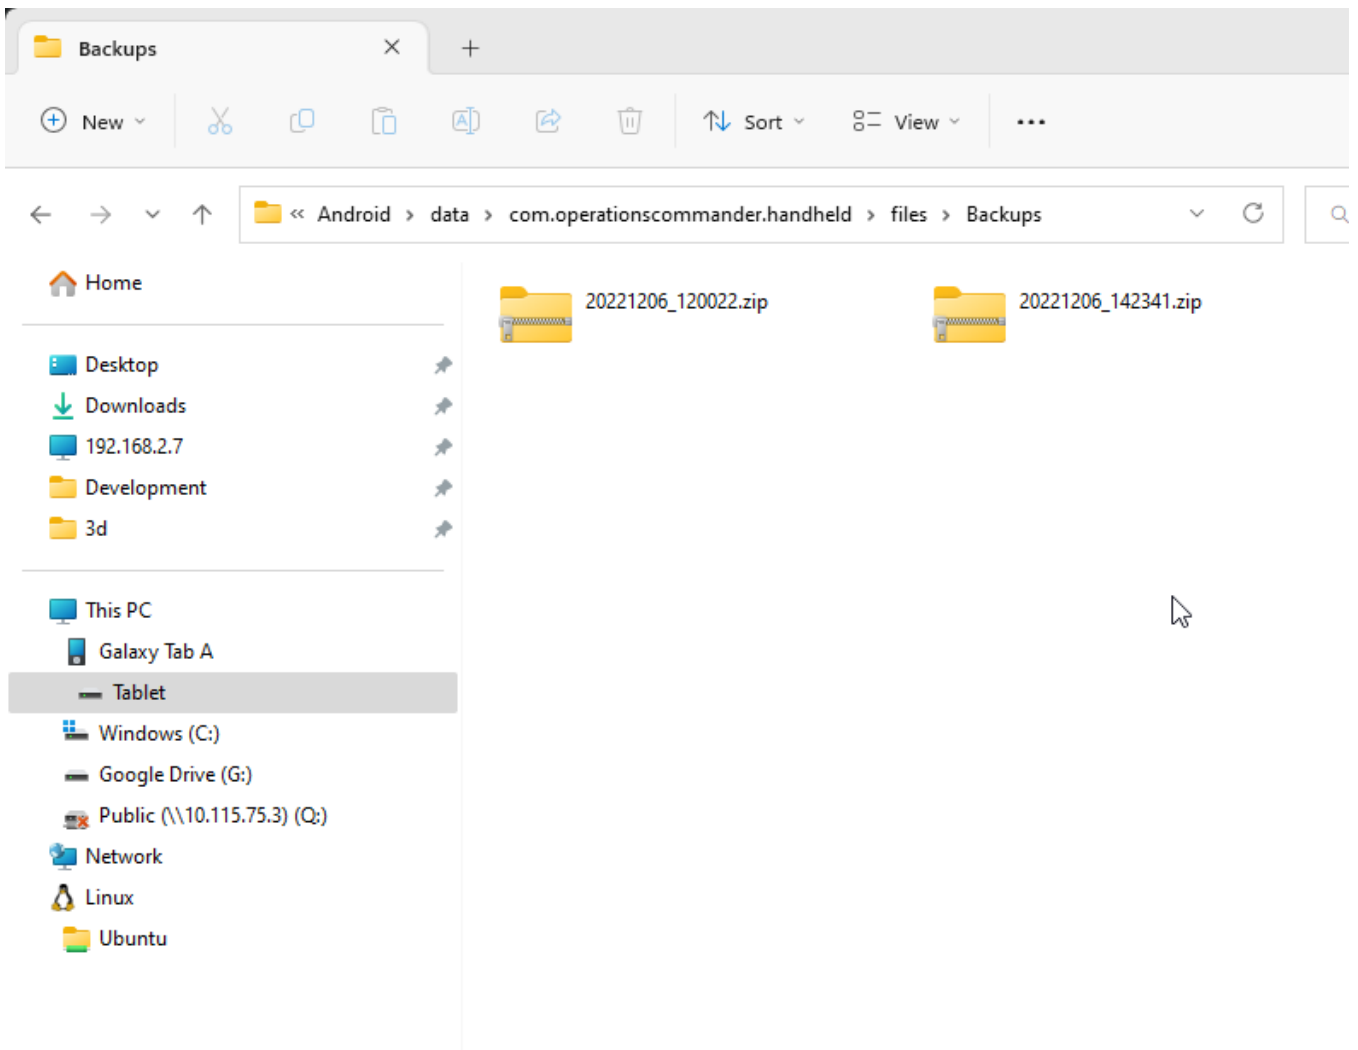 Backups
New
Sort
View
« Android > data > com.operationscommander.handheld > files > Backups
Home
20221206_120022.zip
20221206_142341.zip
Desktop
Downloads
192.168.2.7
Development
3d
This PC
Galaxy Tab A
Tablet
Windows (C:)
Google Drive (G:)
Public (\\10.115.75.3) (Q:)
Network
Linux
Ubuntu